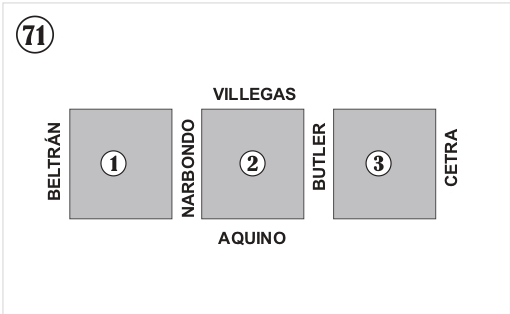 71
VILLEGAS
BELTRÁN
1
NARBONDO
2
BUTLER
3
CETRA
AQUINO